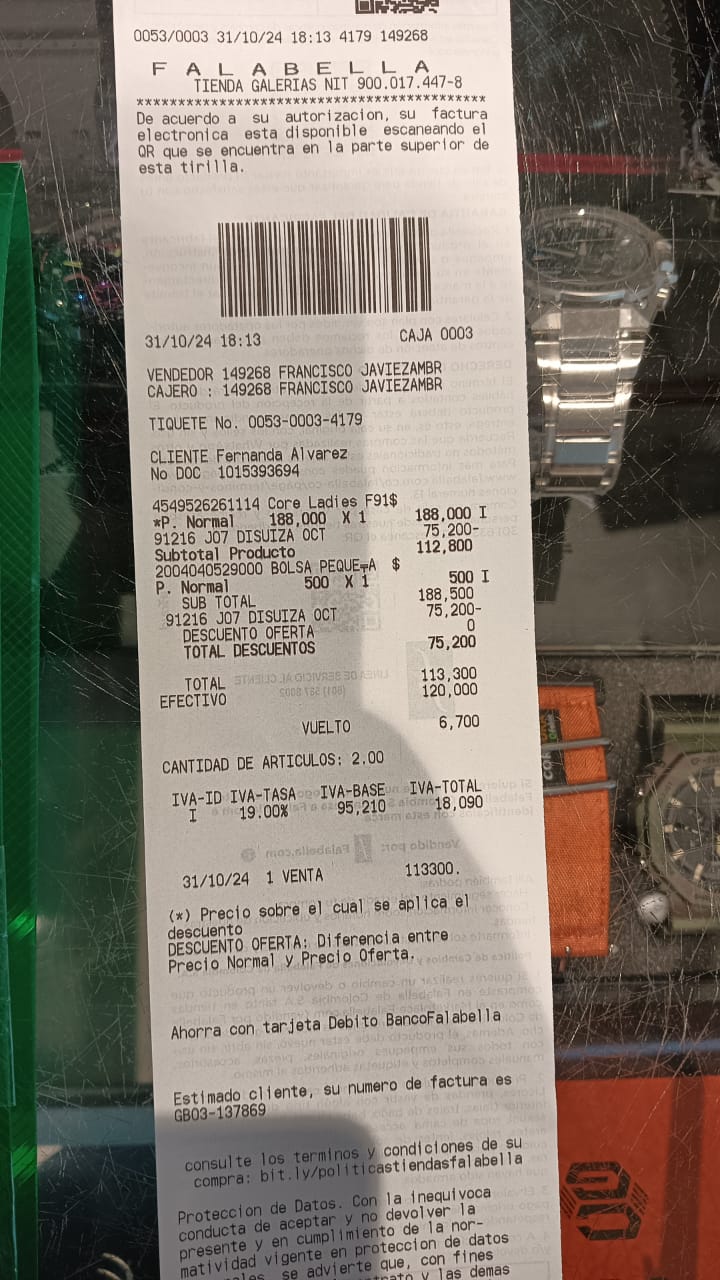 0053/0003 31/10/24 18:13 4179 149268
F A L A B E L L A
TIENDA GALERIAS NIT 900.017.447-8
**************************************************
De acuerdo a su autorizacion, su factura
electronica esta disponible escaneando el
QR que se encuentra en la parte superior de
esta tirilla.
31/10/24 18:13 CAJA 0003
VENDEDOR 149268 FRANCISCO JAVIEZAMBR
CAJERO : 149268 FRANCISCO JAVIEZAMBR
TIQUETE No. 0053-0003-4179
CLIENTE Fernanda Alvarez
No DOC 1015393694
4549526261114 Core Ladies F91$
*P. Normal 188,000 X 1 188,000 I
91216 J07 DISUIZA OCT 75,200-
Subtotal Producto 112,800
2004040529000 BOLSA PEQUE┬A $
P. Normal 500 X 1 500 I
SUB TOTAL 188,500
91216 J07 DISUIZA OCT 75,200-
DESCUENTO OFERTA 0
TOTAL DESCUENTOS 75,200
TOTAL 113,300
EFECTIVO 120,000
VUELTO 6,700
CANTIDAD DE ARTICULOS: 2.00
IVA-ID IVA-TASA IVA-BASE IVA-TOTAL
I 19.00% 95,210 18,090
31/10/24 1 VENTA 113300.
(*) Precio sobre el cual se aplica el
descuento
DESCUENTO OFERTA: Diferencia entre
Precio Normal y Precio Oferta.
Ahorra con tarjeta Debito BancoFalabella
Estimado cliente, su numero de factura es
GB03-137869
consulte los terminos y condiciones de su
compra: bit.ly/politicastiendasfalabella
Proteccion de Datos. Con la inequivoca
conducta de aceptar y no devolver la
presente y en cumplimiento de la nor-
matividad vigente en proteccion de datos
se advierte que, con fines
y las demas